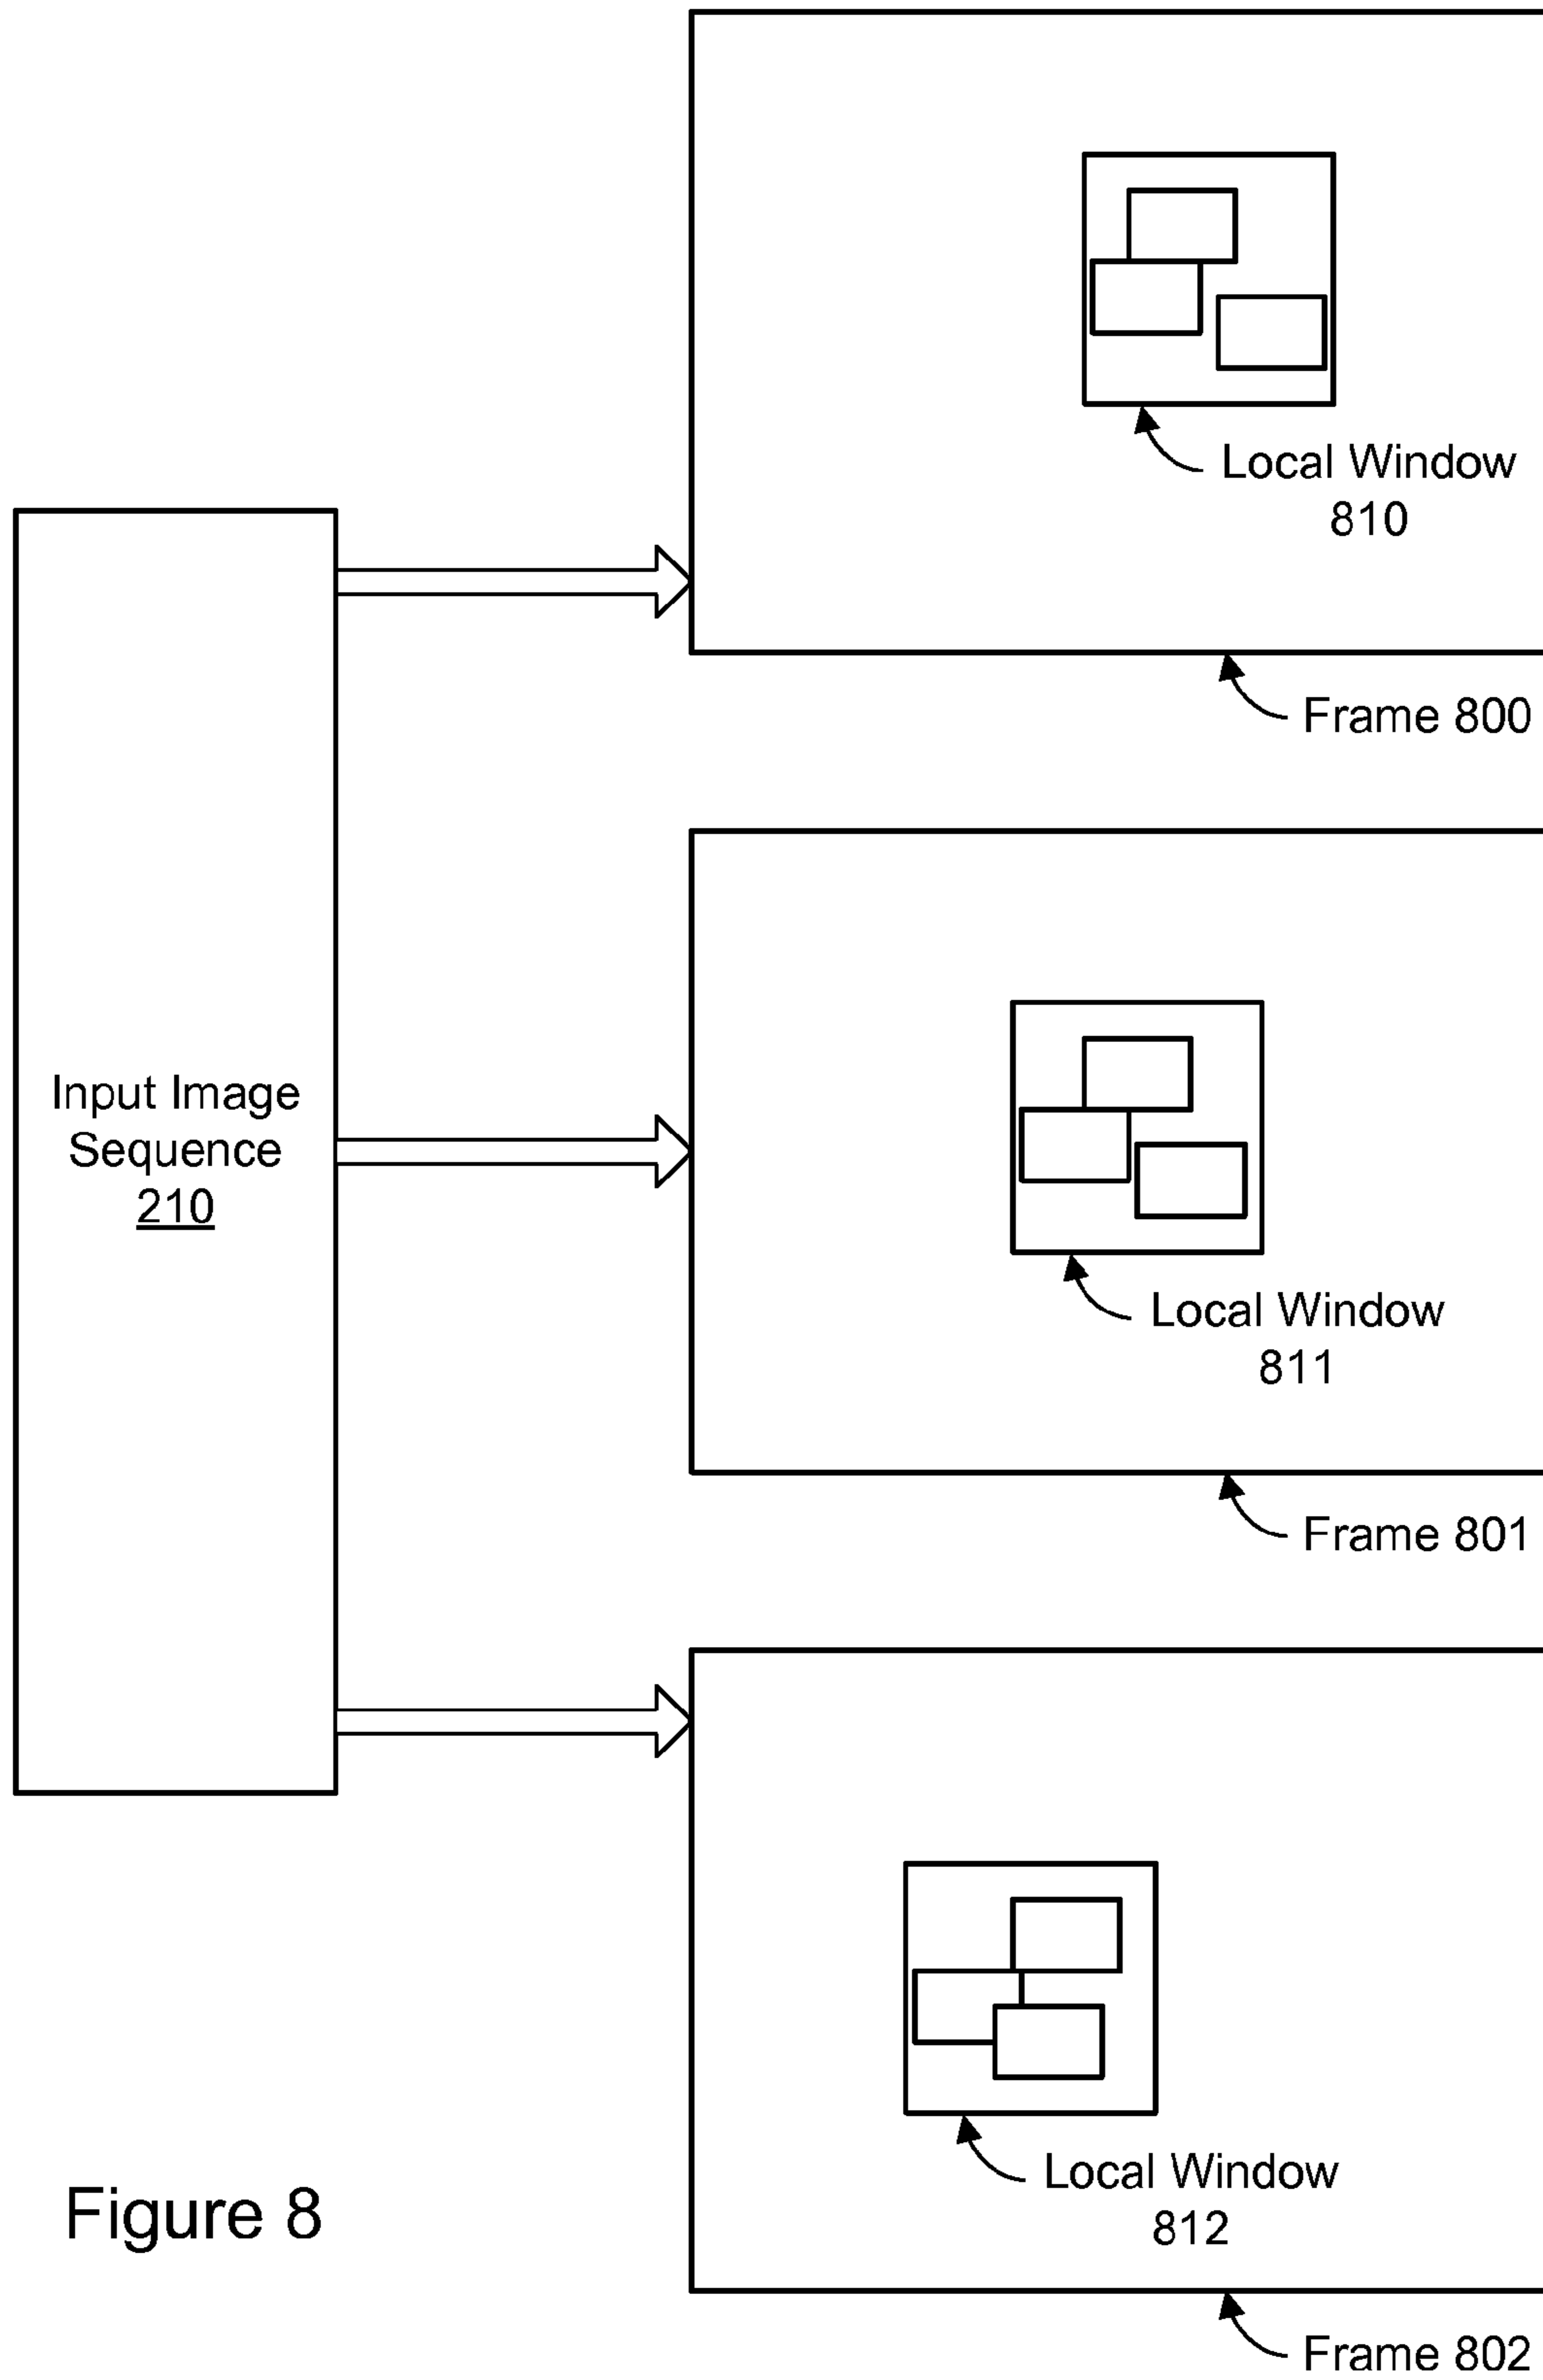 Local Window
810
Frame 800
Input Image
Sequence
210
Local Window
811
Frame 801
Local Window
812
Frame 802
Figure 8